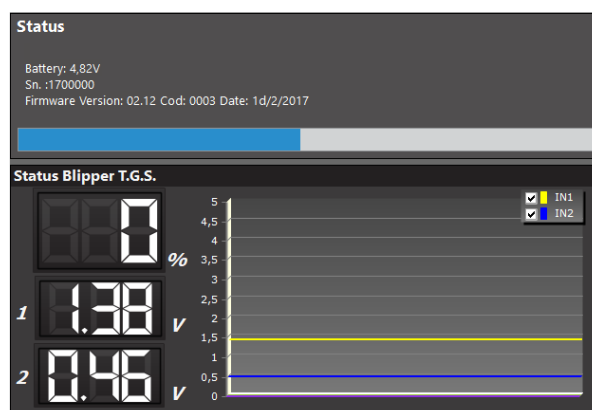 Status
Battery: 4,82V
Sn. :1700000
Firmware Version: 02.12 Cod: 0003 Date: 1d/2/2017
Status Blipper T.G.S.
0 %
1 1.38 V
2 0.46 V
5
4,5
4
3,5
3
2,5
2
1,5
1
0,5
0
IN1
IN2